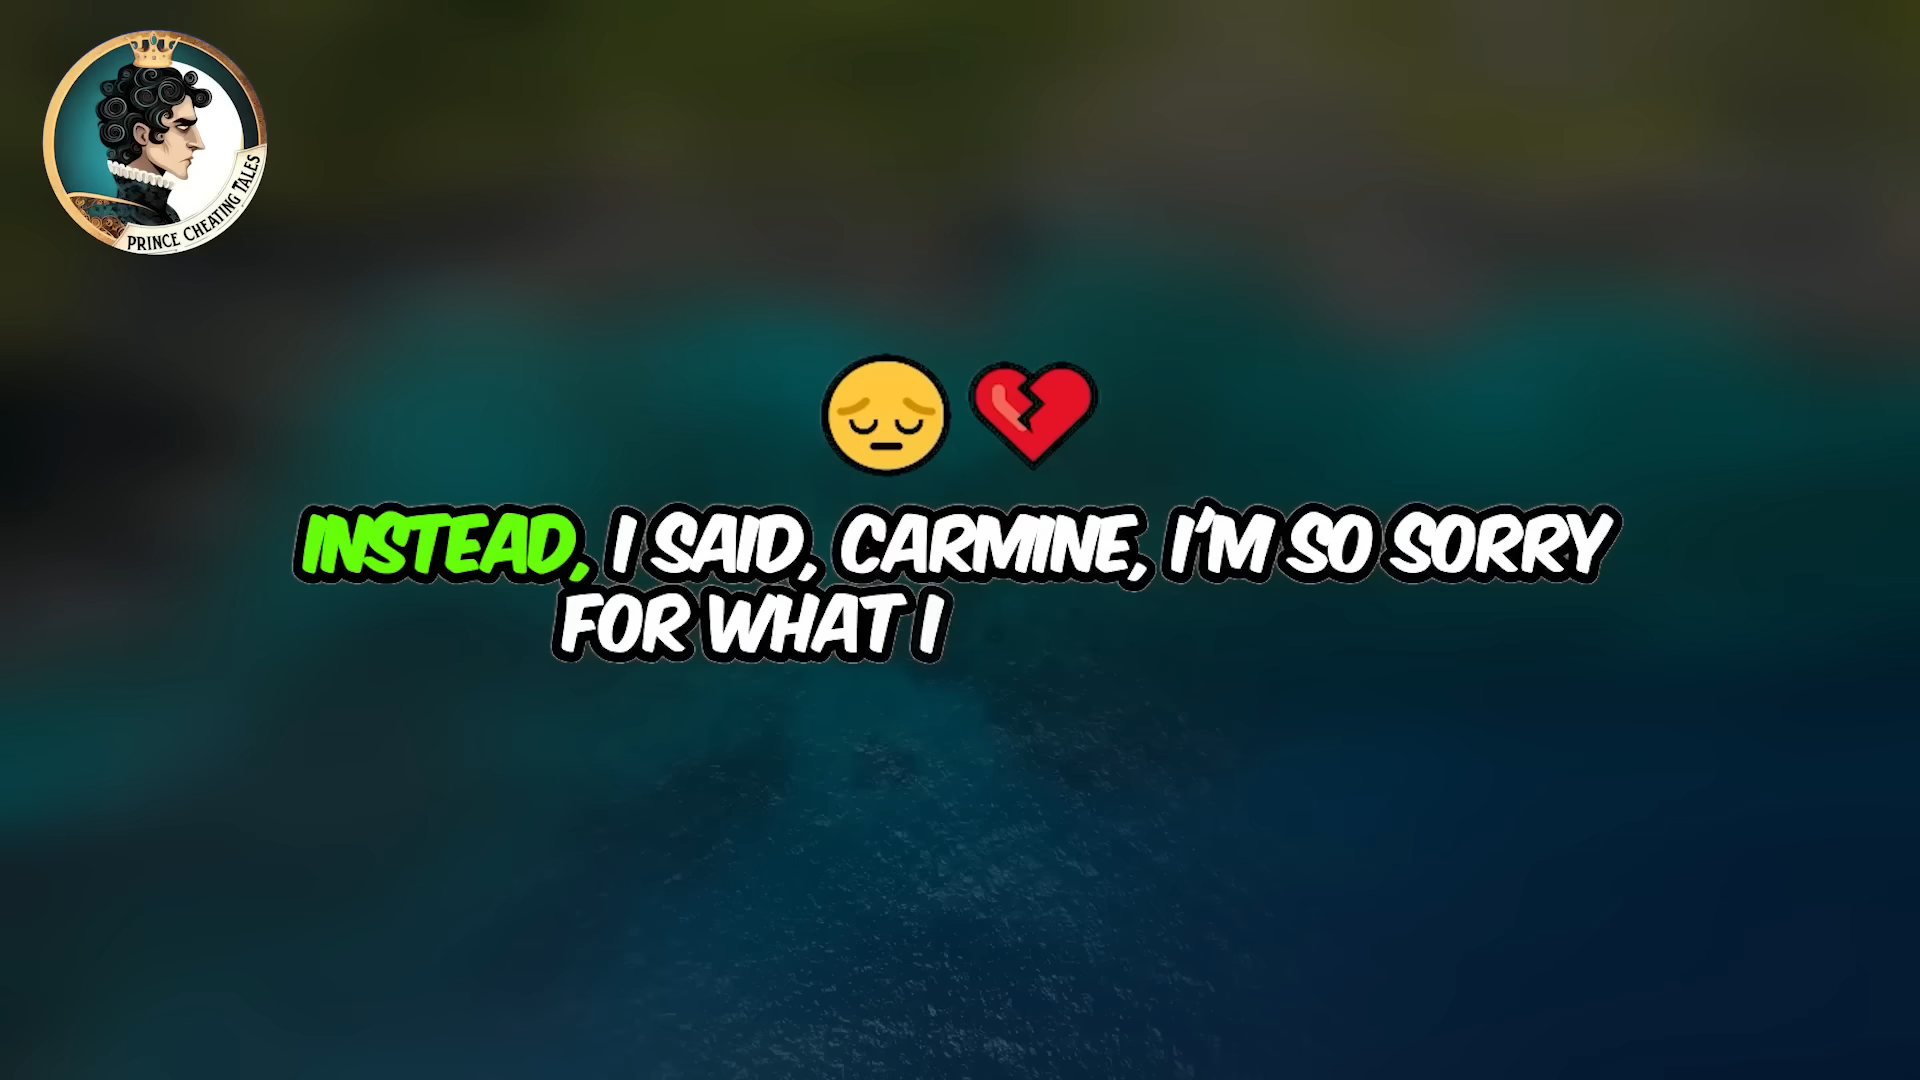 PRINCE CHEATING TALES
INSTEAD, I SAID, CARMINE, I'M SO SORRY
FOR WHAT I